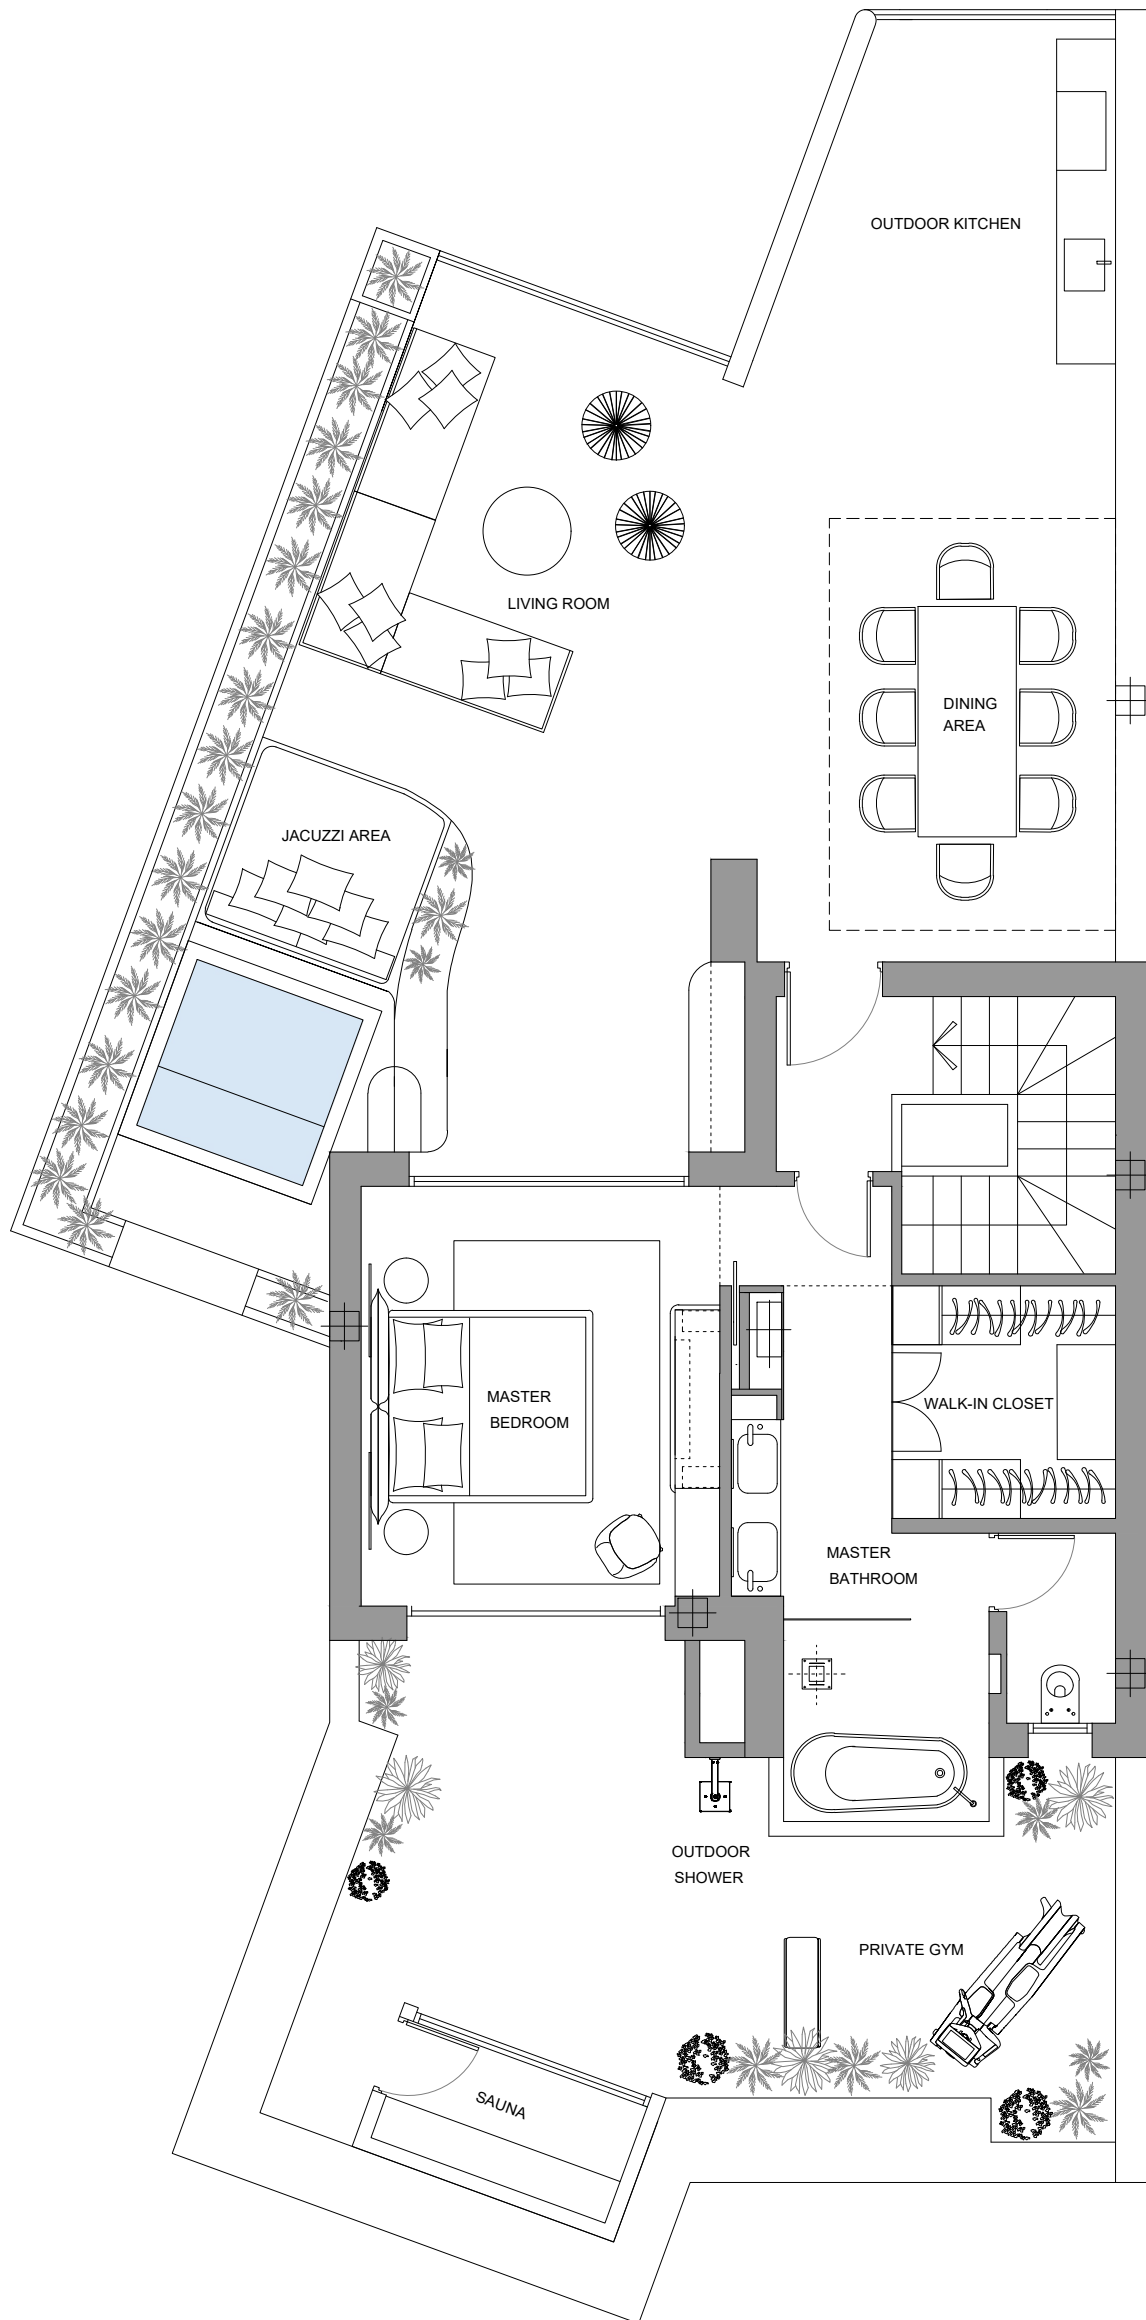 OUTDOOR KITCHEN
LIVING ROOM
DINING
AREA
JACUZZI AREA
MASTER
BEDROOM
WALK-IN CLOSET
MASTER
BATHROOM
OUTDOOR
SHOWER
PRIVATE GYM
SAUNA